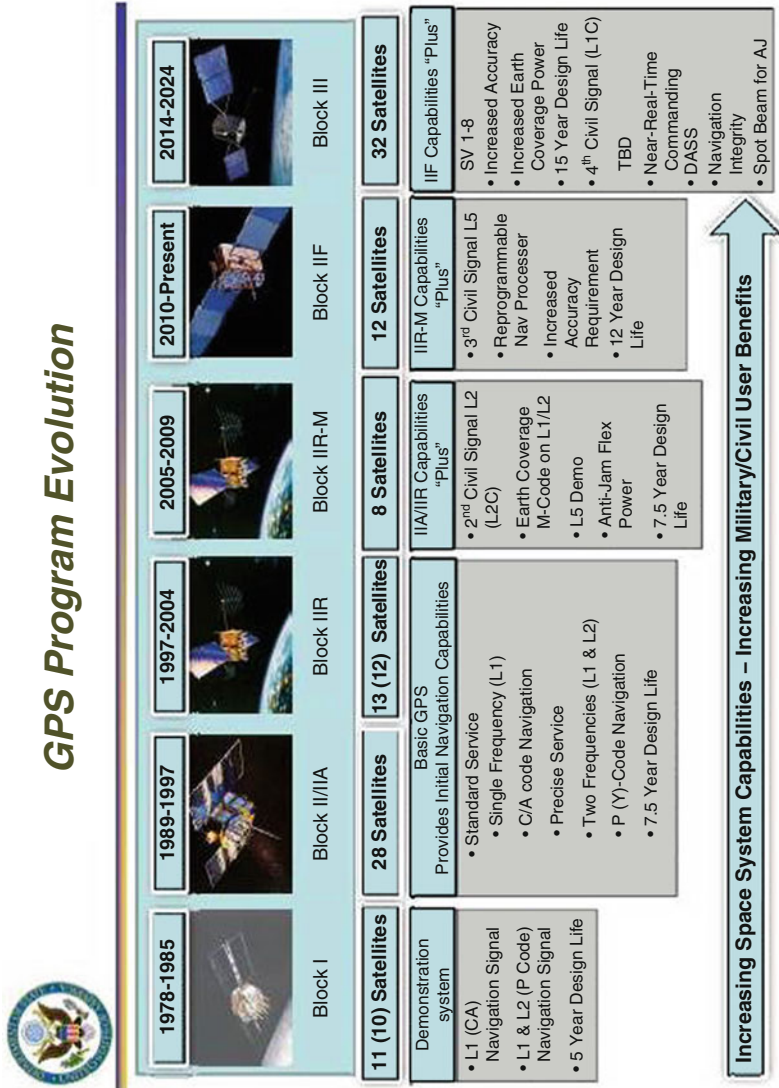 GPS Program Evolution
1978-1985
Block I
11 (10) Satellites
Demonstration
system
• L1 (CA)
Navigation Signal
• L1 & L2 (P Code)
Navigation Signal
• 5 Year Design Life
1989-1997
Block II/IIA
28 Satellites
1997-2004
Block IIR
13 (12) Satellites
Basic GPS
Provides Initial Navigation Capabilities
• Standard Service
• Single Frequency (L1)
• C/A code Navigation
• Precise Service
• Two Frequencies (L1 & L2)
• P (Y)-Code Navigation
• 7.5 Year Design Life
2005-2009
Block IIR-M
8 Satellites
IIA/IIR Capabilities
"Plus"
• 2nd Civil Signal L2
(L2C)
• Earth Coverage
M-Code on L1/L2
• L5 Demo
• Anti-Jam Flex
Power
• 7.5 Year Design
Life
2010-Present
Block IIF
12 Satellites
IIR-M Capabilities
"Plus"
• 3rd Civil Signal L5
• Reprogrammable
Nav Processer
• Increased
Accuracy
Requirement
• 12 Year Design
Life
2014-2024
Block III
32 Satellites
IIF Capabilities "Plus"
SV 1-8
• Increased Accuracy
• Increased Earth
Coverage Power
• 15 Year Design Life
• 4th Civil Signal (L1C)
TBD
• Near-Real-Time
Commanding
• DASS
• Navigation
Integrity
• Spot Beam for AJ
Increasing Space System Capabilities – Increasing Military/Civil User Benefits